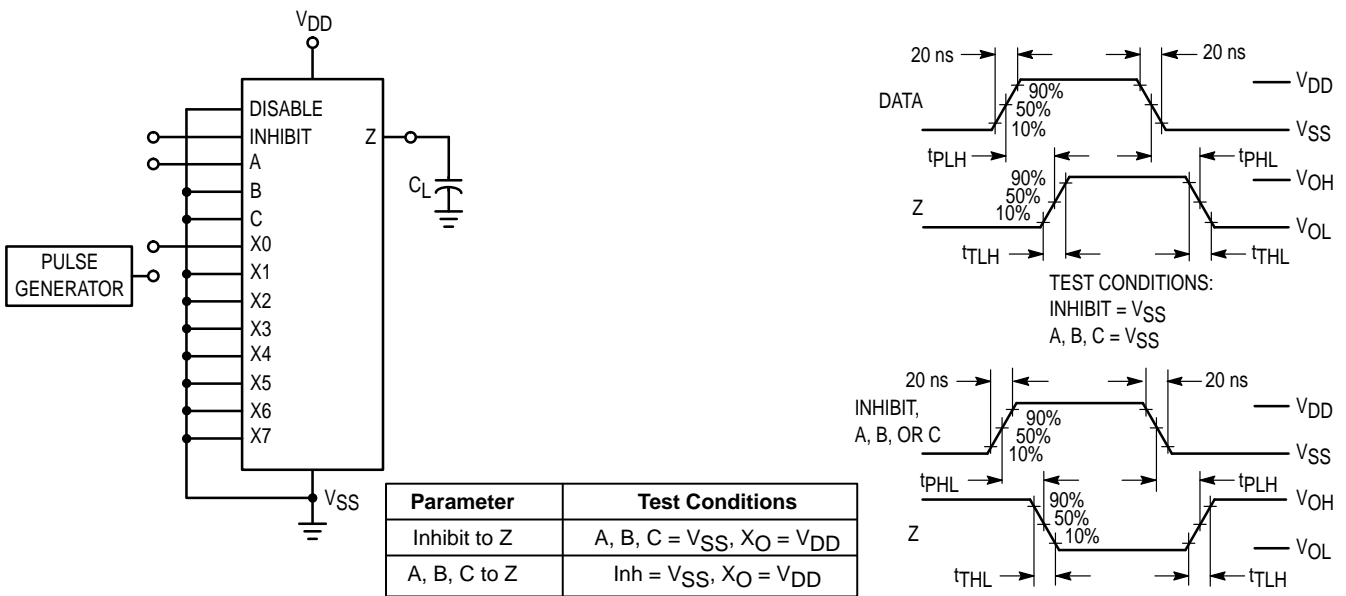 VDD
DISABLE
INHIBIT
A
B
C
X0
X1
X2
X3
X4
X5
X6
X7
Z
CL
PULSE
GENERATOR
VSS
Parameter Test Conditions
Inhibit to Z A, B, C = VSS, XO = VDD
A, B, C to Z Inh = VSS, XO = VDD
20 ns 20 ns
DATA
90%
50%
10%
VDD
VSS
tPLH tPHL
Z
90%
50%
10%
VOH
VOL
tTLH tTHL
TEST CONDITIONS:
INHIBIT = VSS
A, B, C = VSS
20 ns 20 ns
INHIBIT,
A, B, OR C
90%
50%
10%
VDD
VSS
tPHL tPLH
Z
90%
50%
10%
VOH
VOL
tTHL tTLH